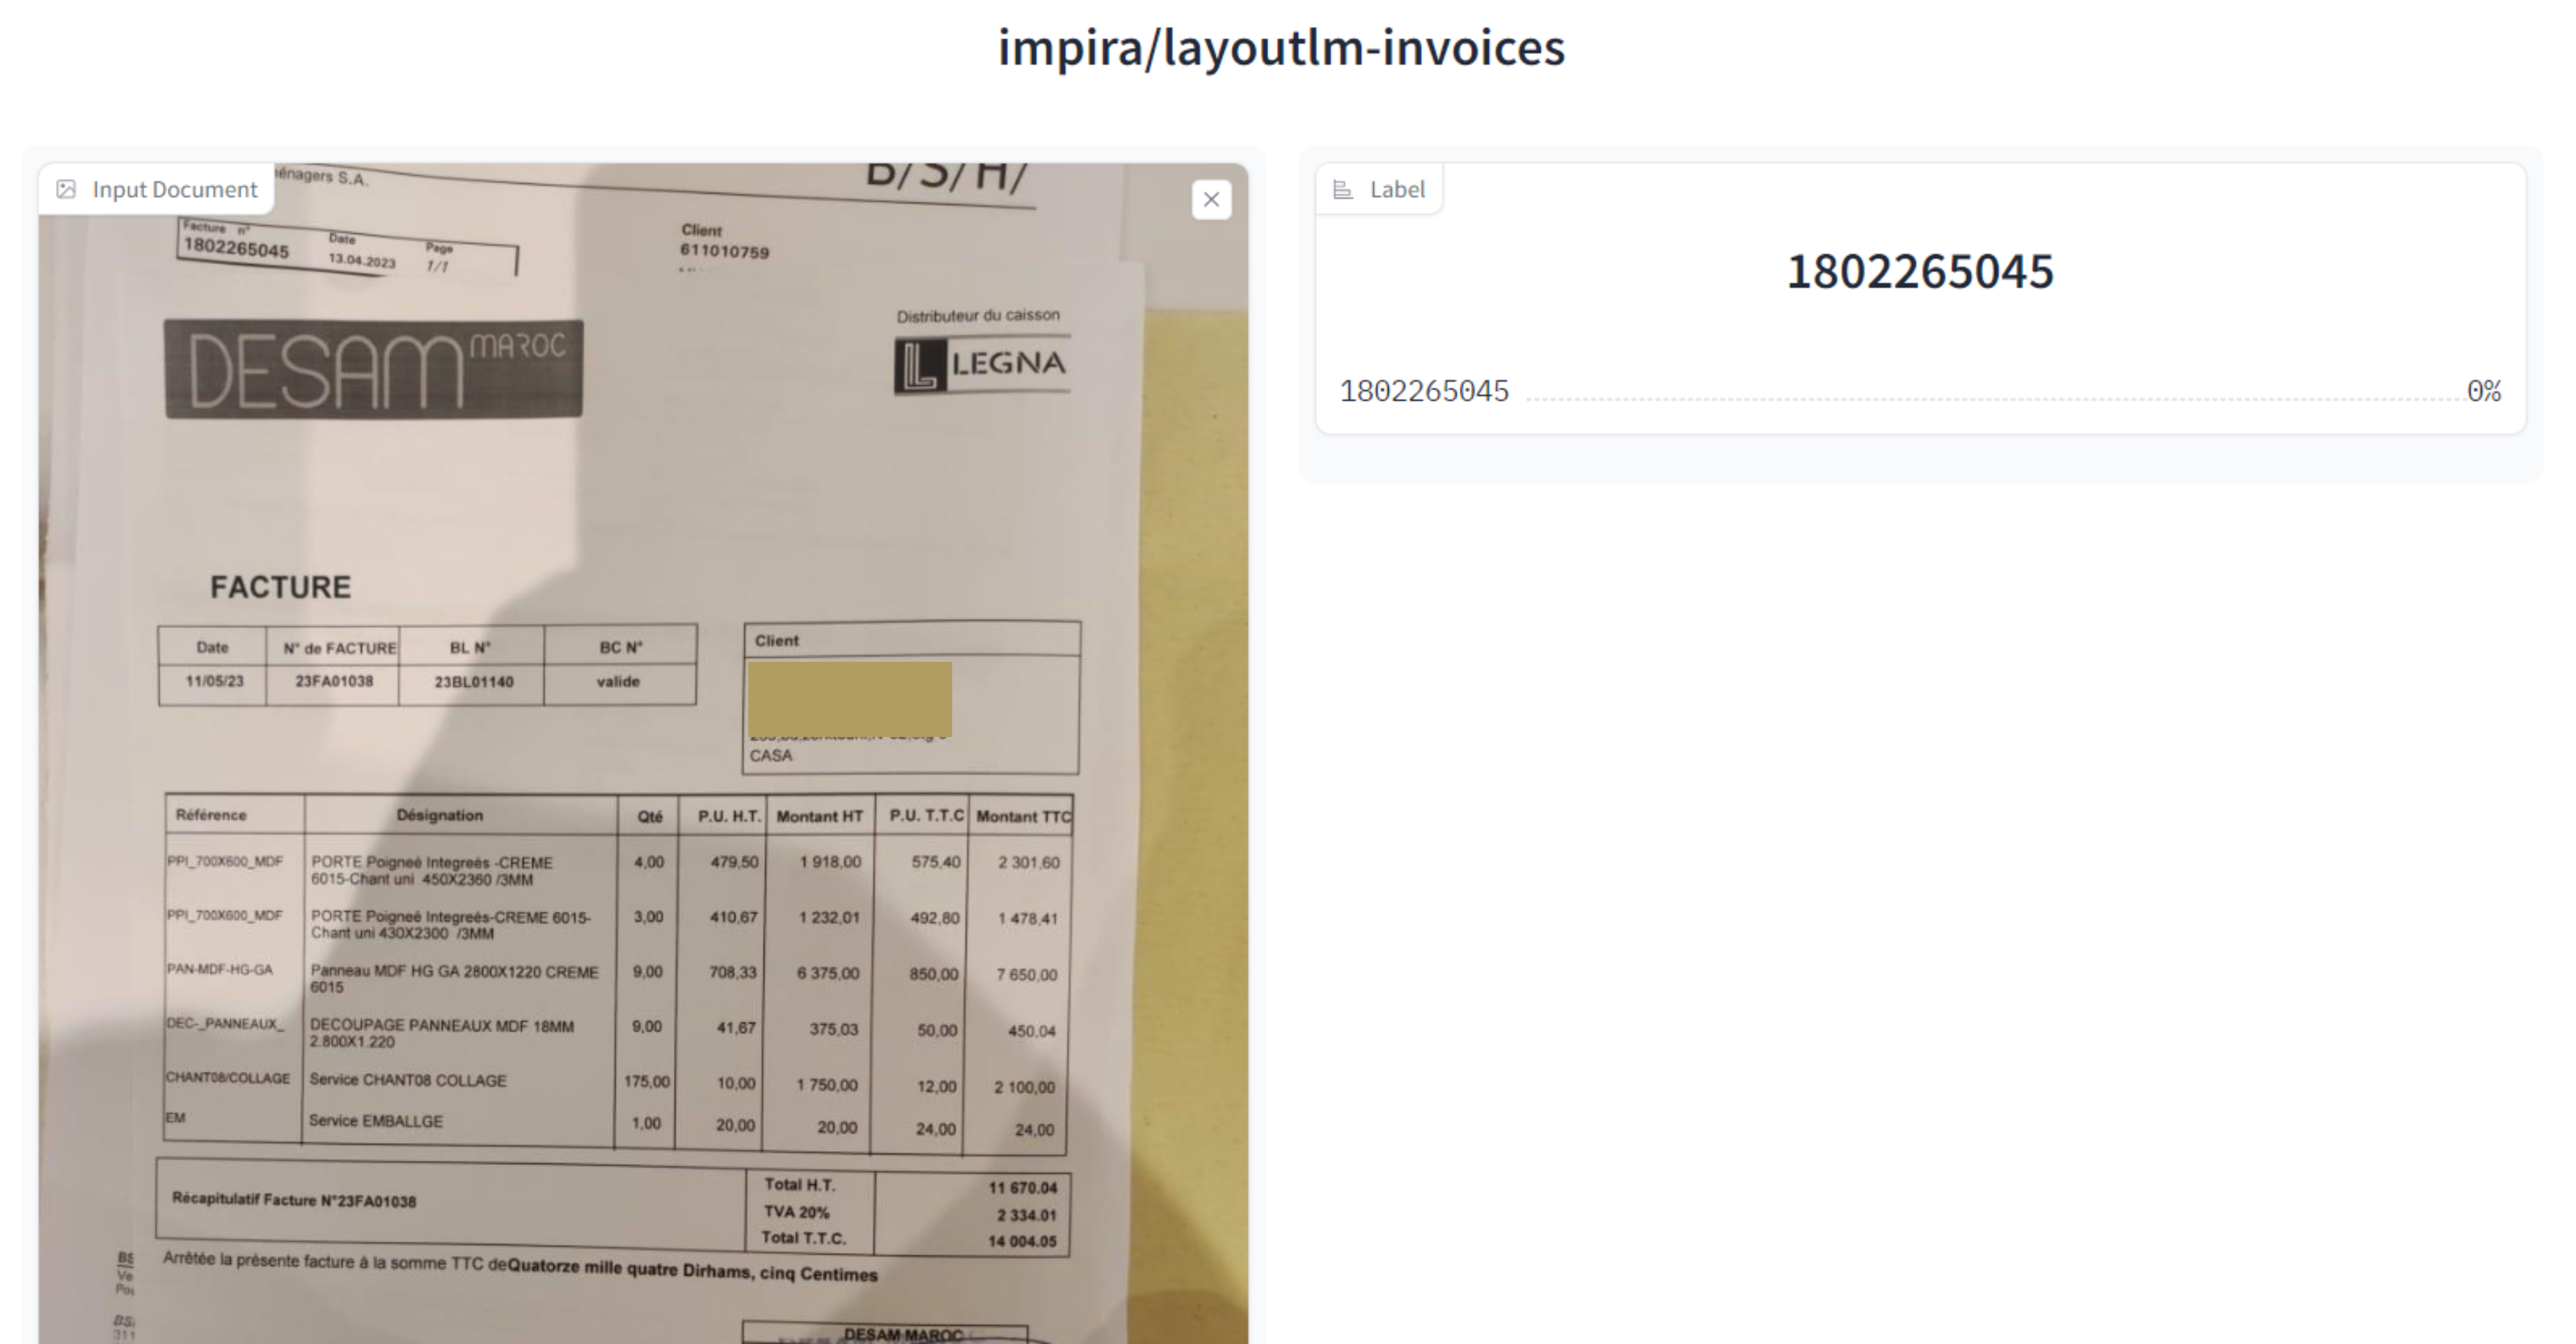 impira/layoutlm-invoices
Input Document
énagers S.A.
B/S/H/
Facture n°
1802265045
Date
13.04.2023
Page
1/1
Client
611010759
DESAM MAROC
Distributeur du caisson
LEGNA
FACTURE
Date N° de FACTURE BL N° BC N°
11/05/23 23FA01038 23BL01140 valide
Client
CASA
Référence Désignation Qté P.U. H.T. Montant HT P.U. T.T.C Montant TTC
PPI_700X600_MDF PORTE Poigneé Integreés -CREME 4,00 479,50 1 918,00 575,40 2 301,60
6015-Chant uni 450X2360 /3MM
PPI_700X600_MDF PORTE Poigneé Integreés-CREME 6015- 3,00 410,67 1 232,01 492,80 1 478,41
Chant uni 430X2300 /3MM
PAN-MDF-HG-GA Panneau MDF HG GA 2800X1220 CREME 9,00 708,33 6 375,00 850,00 7 650,00
6015
DEC-_PANNEAUX_ DECOUPAGE PANNEAUX MDF 18MM 9,00 41,67 375,03 50,00 450,04
2.800X1.220
CHANT08/COLLAGE Service CHANT08 COLLAGE 175,00 10,00 1 750,00 12,00 2 100,00
EM Service EMBALLGE 1,00 20,00 20,00 24,00 24,00
Récapitulatif Facture N°23FA01038
Total H.T. 11 670.04
TVA 20% 2 334.01
Total T.T.C. 14 004.05
Arrêtée la présente facture à la somme TTC deQuatorze mille quatre Dirhams, cinq Centimes
BS
Ve
Pou
BS
311
DESAM MAROC
Label
1802265045
1802265045 0%